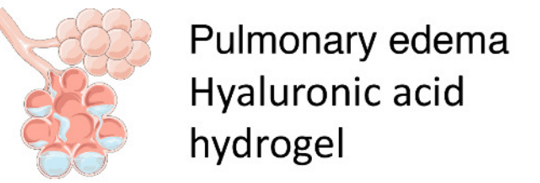 Pulmonary edema
Hyaluronic acid
hydrogel